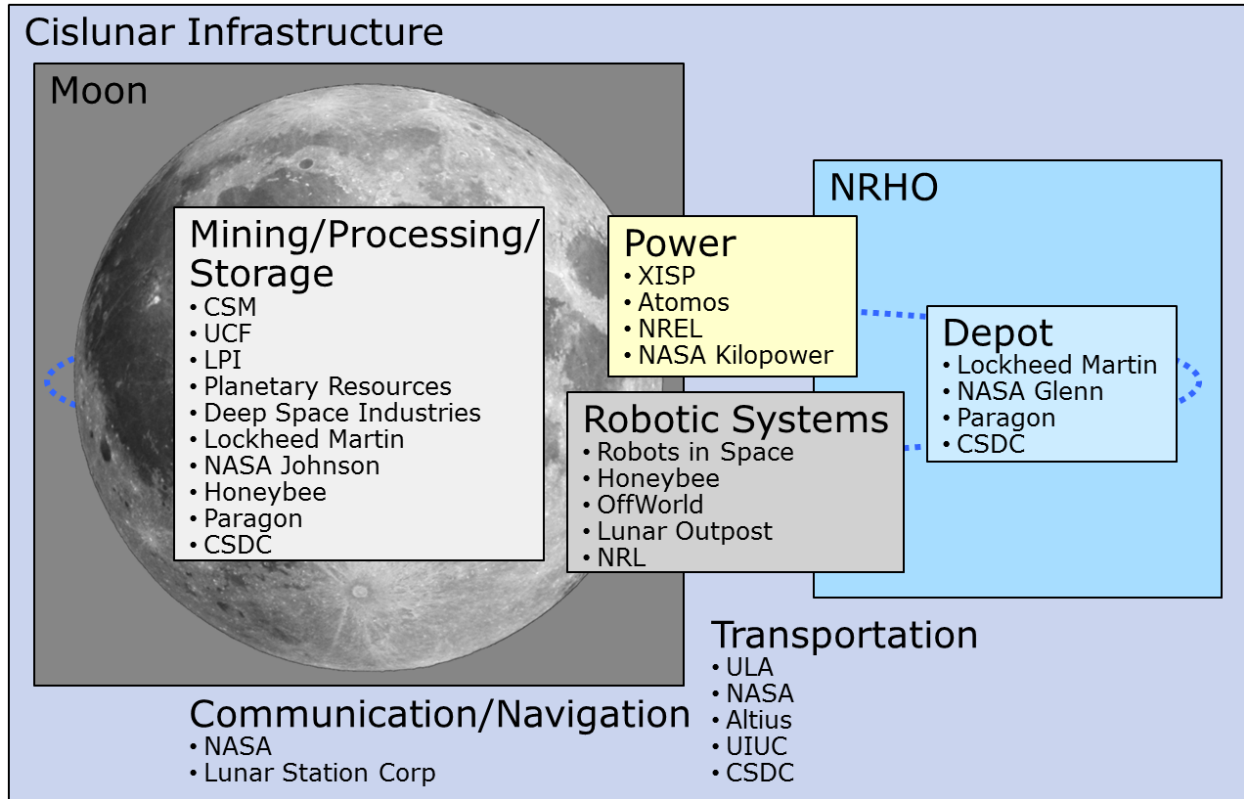 Cislunar Infrastructure
Moon
NRHO
Mining/Processing/
Storage
• CSM
• UCF
• LPI
• Planetary Resources
• Deep Space Industries
• Lockheed Martin
• NASA Johnson
• Honeybee
• Paragon
• CSDC
Power
• XISP
• Atomos
• NREL
• NASA Kilopower
Depot
• Lockheed Martin
• NASA Glenn
• Paragon
• CSDC
Robotic Systems
• Robots in Space
• Honeybee
• OffWorld
• Lunar Outpost
• NRL
Communication/Navigation
• NASA
• Lunar Station Corp
Transportation
• ULA
• NASA
• Altius
• UIUC
• CSDC